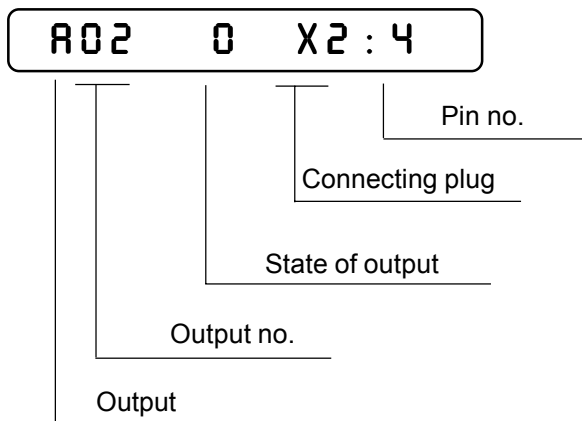 A02 0 X2:4
Pin no.
Connecting plug
State of output
Output no.
Output